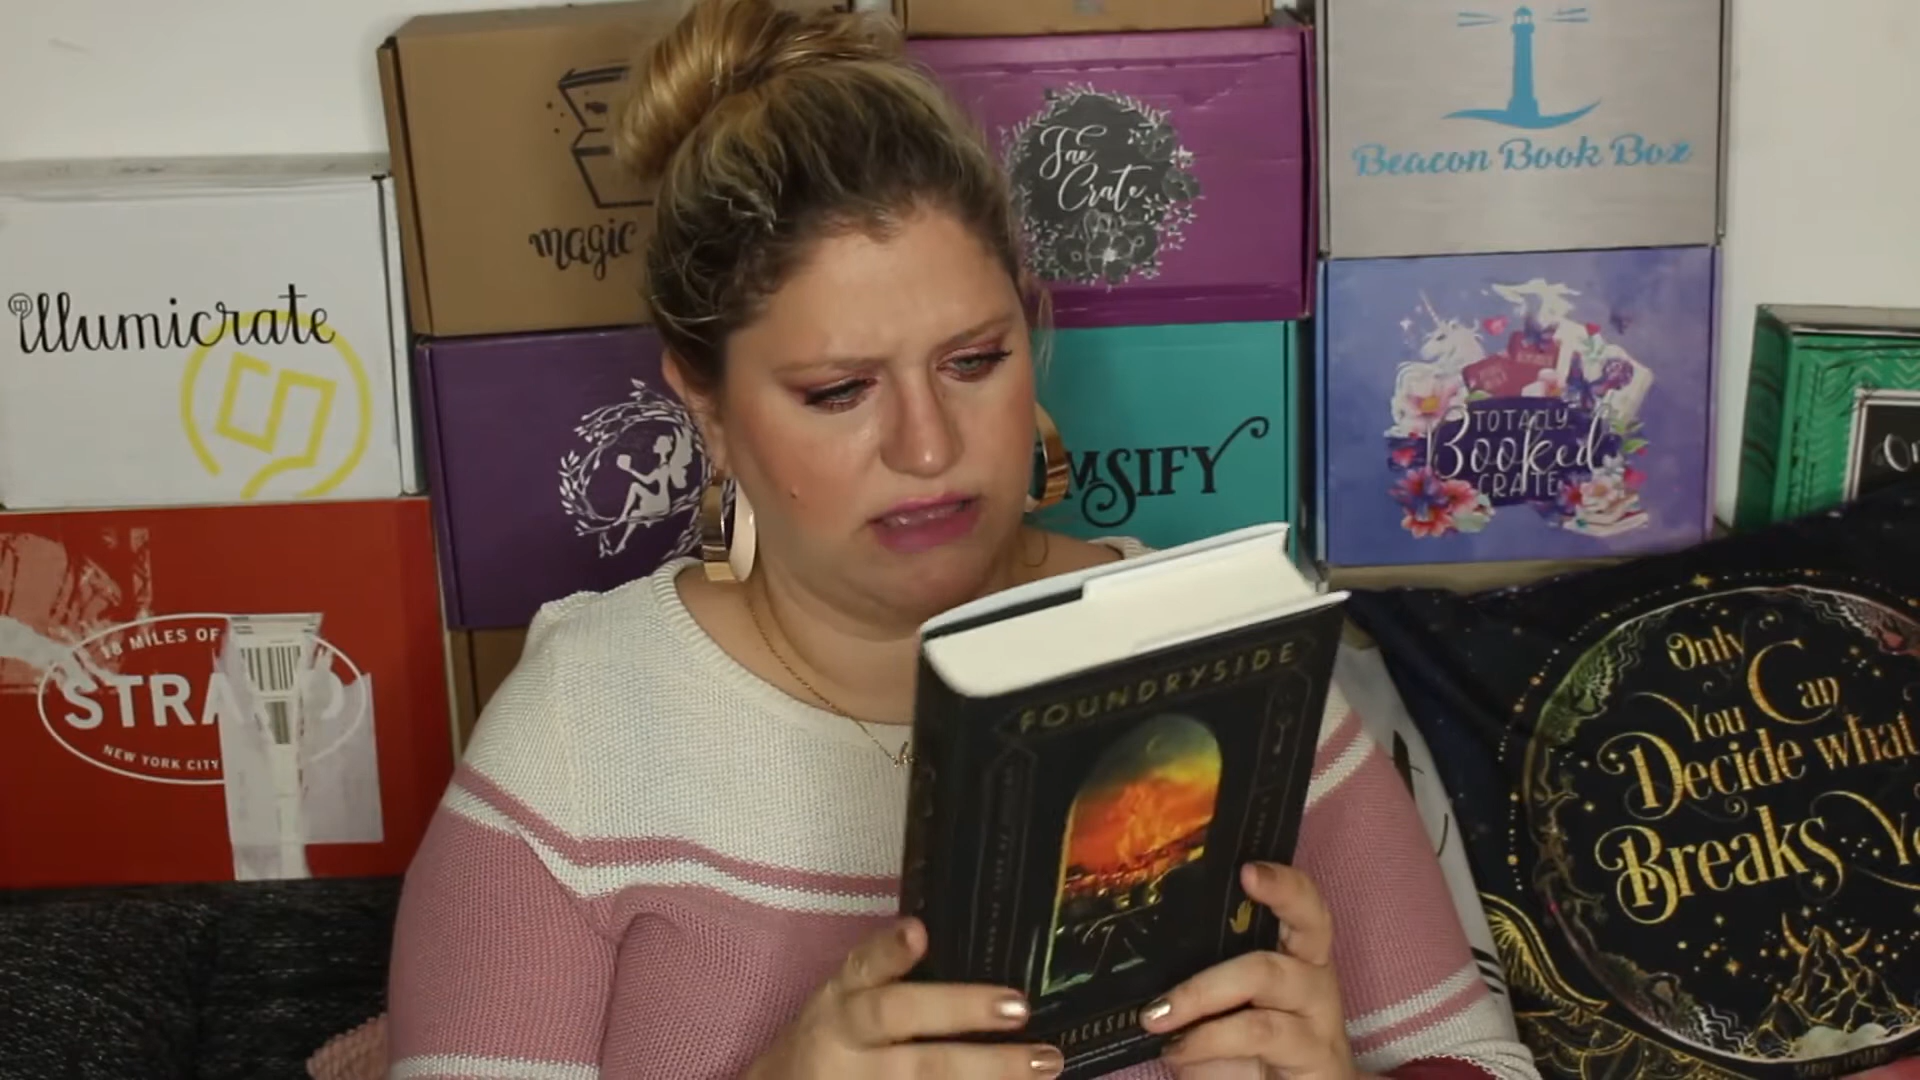 illumicrate
magic
Fae
Crate
Beacon Book Box
MSIFY
TOTALLY
Booked
CRATE
18 MILES OF
STRA
NEW YORK CITY
FOUNDRYSIDE
JACKSON
Only
You Can
Decide what
Breaks